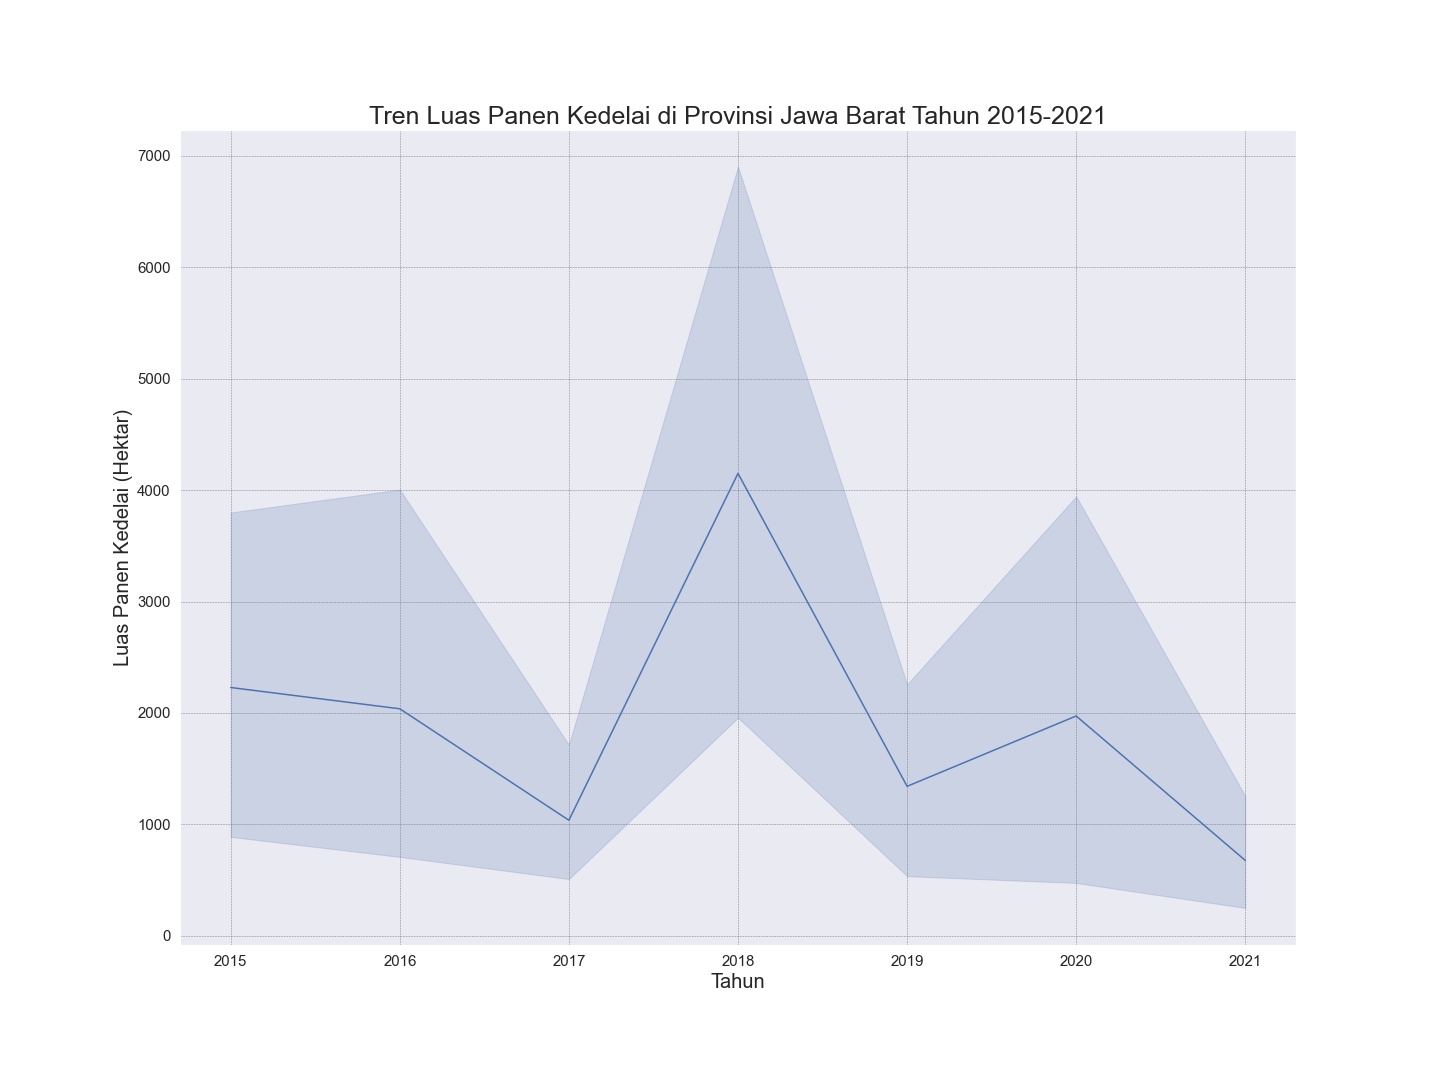 Tren Luas Panen Kedelai di Provinsi Jawa Barat Tahun 2015-2021
7000
6000
5000
4000
3000
2000
1000
0
Luas Panen Kedelai (Hektar)
2015 2016 2017 2018 2019 2020 2021
Tahun